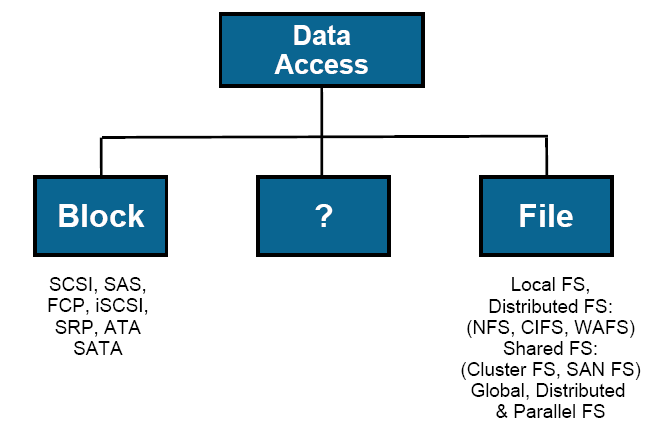 Data
Access
Block
?
File
SCSI, SAS,
FCP, iSCSI,
SRP, ATA
SATA
Local FS,
Distributed FS:
(NFS, CIFS, WAFS)
Shared FS:
(Cluster FS, SAN FS)
Global, Distributed
& Parallel FS